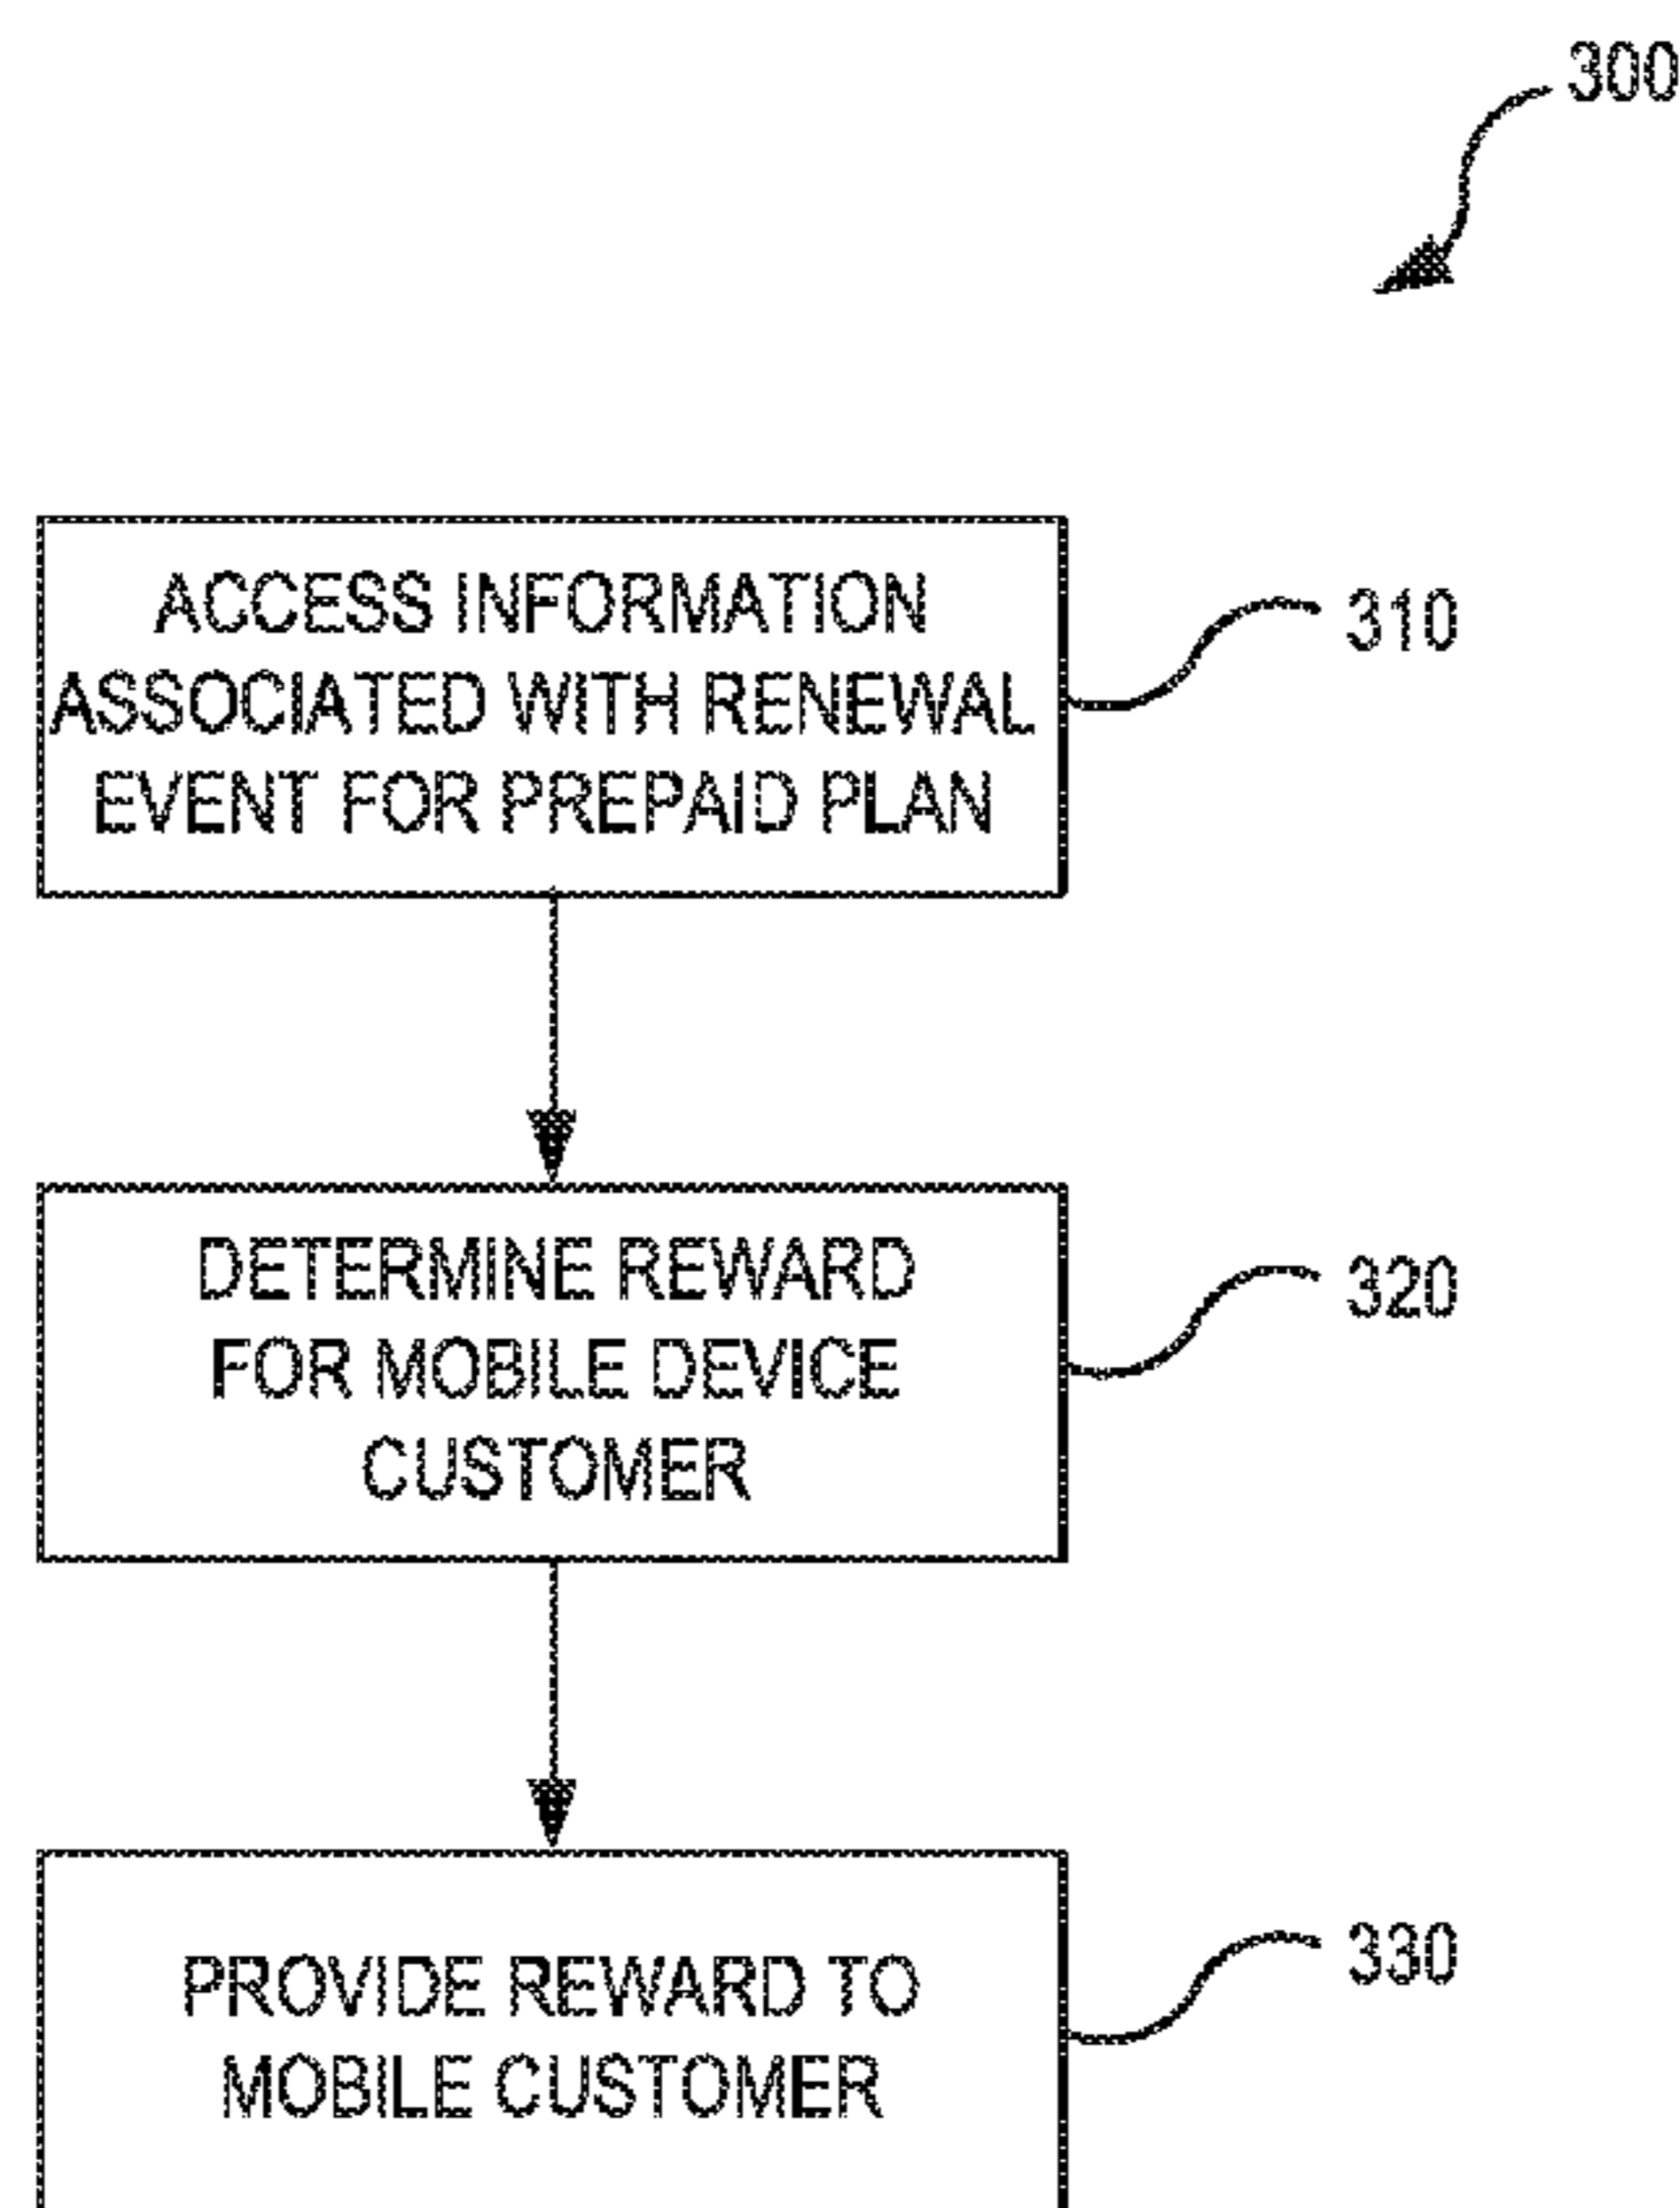 300
ACCESS INFORMATION
ASSOCIATED WITH RENEWAL
EVENT FOR PREPAID PLAN
310
DETERMINE REWARD
FOR MOBILE DEVICE
CUSTOMER
320
PROVIDE REWARD TO
MOBILE CUSTOMER
330